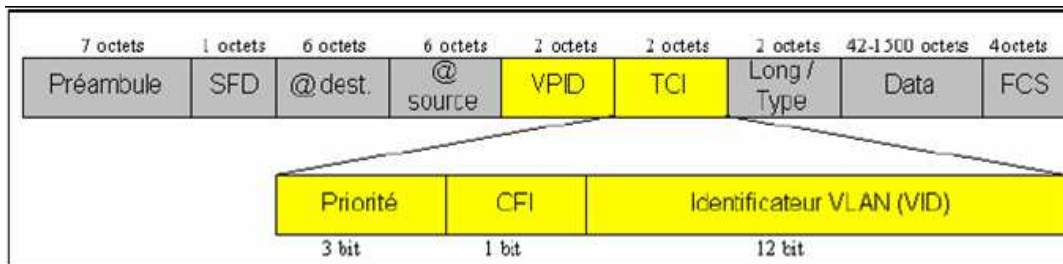 7 octets 1 octets 6 octets 6 octets 2 octets 2 octets 2 octets 42-1500 octets 4octets
Préambule SFD @dest. @ source VPID TCI Long / Type Data FCS
Priorité CFI Identificateur VLAN (VID)
3 bit 1 bit 12 bit